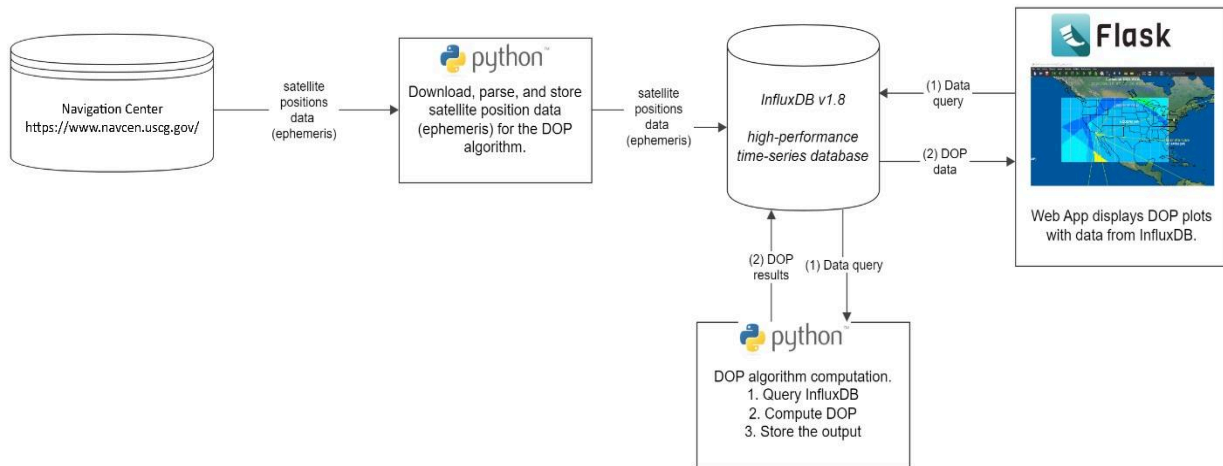 Navigation Center
https://www.navcen.uscg.gov/
satellite
positions
data
(ephemeris)
python™
Download, parse, and store
satellite position data
(ephemeris) for the DOP
algorithm.
satellite
positions
data
(ephemeris)
InfluxDB v1.8
high-performance
time-series database
(1) Data
query
(2) DOP
data
Flask
Web App displays DOP plots
with data from InfluxDB.
(2) DOP
results
(1) Data query
python™
DOP algorithm computation.
1. Query InfluxDB
2. Compute DOP
3. Store the output